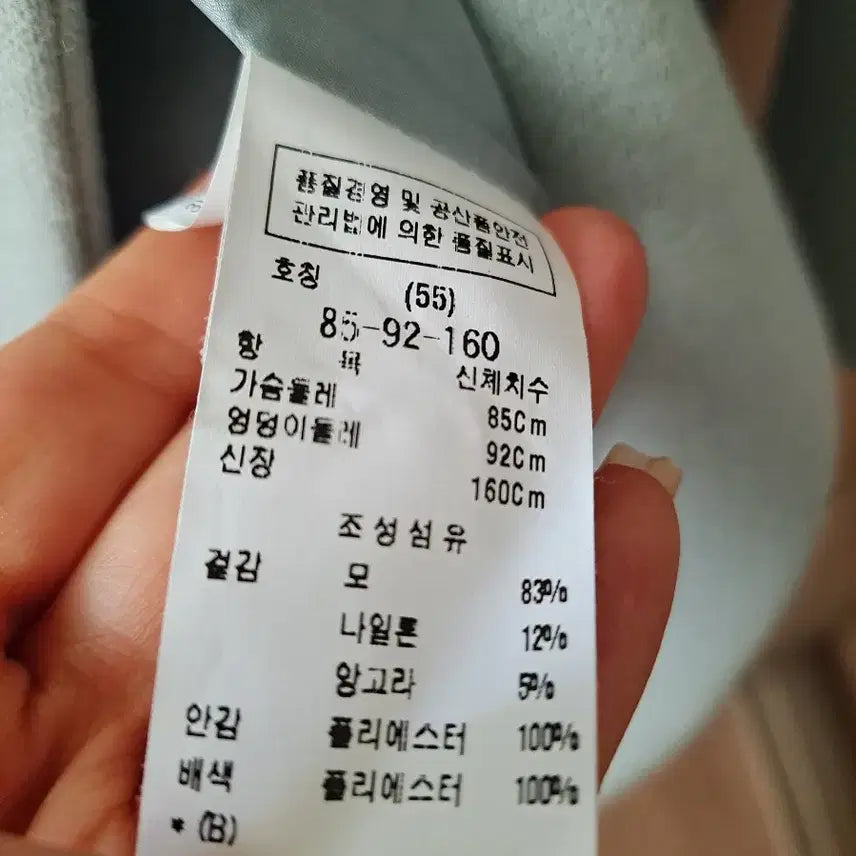 품질경영 및 공산품안전
관리법에 의한 품질표시
호칭 (55)
85-92-160
항 목 신체치수
가슴둘레 85Cm
엉덩이둘레 92Cm
신장 160Cm
조성섬유
겉감 모 83%
나일론 12%
앙고라 5%
안감 폴리에스터 100%
배색 폴리에스터 100%
* (B)